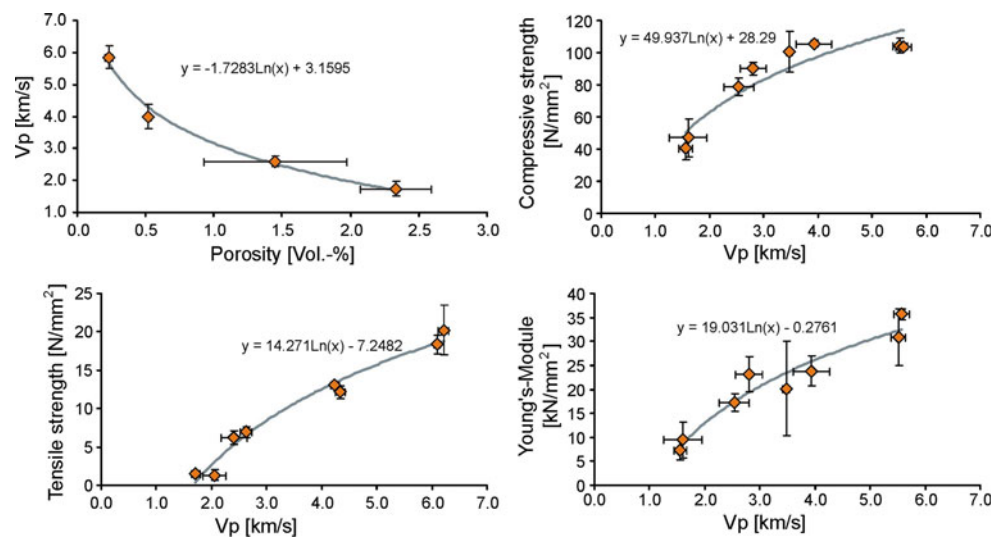 Vp [km/s]
7.0
6.0
5.0
4.0
3.0
2.0
1.0
y = -1.7283Ln(x) + 3.1595
0.0 0.5 1.0 1.5 2.0 2.5 3.0
Porosity [Vol.-%]
Compressive strength
[N/mm²]
140
120
100
80
60
40
20
0
y = 49.937Ln(x) + 28.29
0.0 1.0 2.0 3.0 4.0 5.0 6.0 7.0
Vp [km/s]
Tensile strength [N/mm²]
25
20
15
10
5
0
y = 14.271Ln(x) - 7.2482
0.0 1.0 2.0 3.0 4.0 5.0 6.0 7.0
Vp [km/s]
Young's-Module
[kN/mm²]
40
35
30
25
20
15
10
5
0
y = 19.031Ln(x) - 0.2761
0.0 1.0 2.0 3.0 4.0 5.0 6.0 7.0
Vp [km/s]